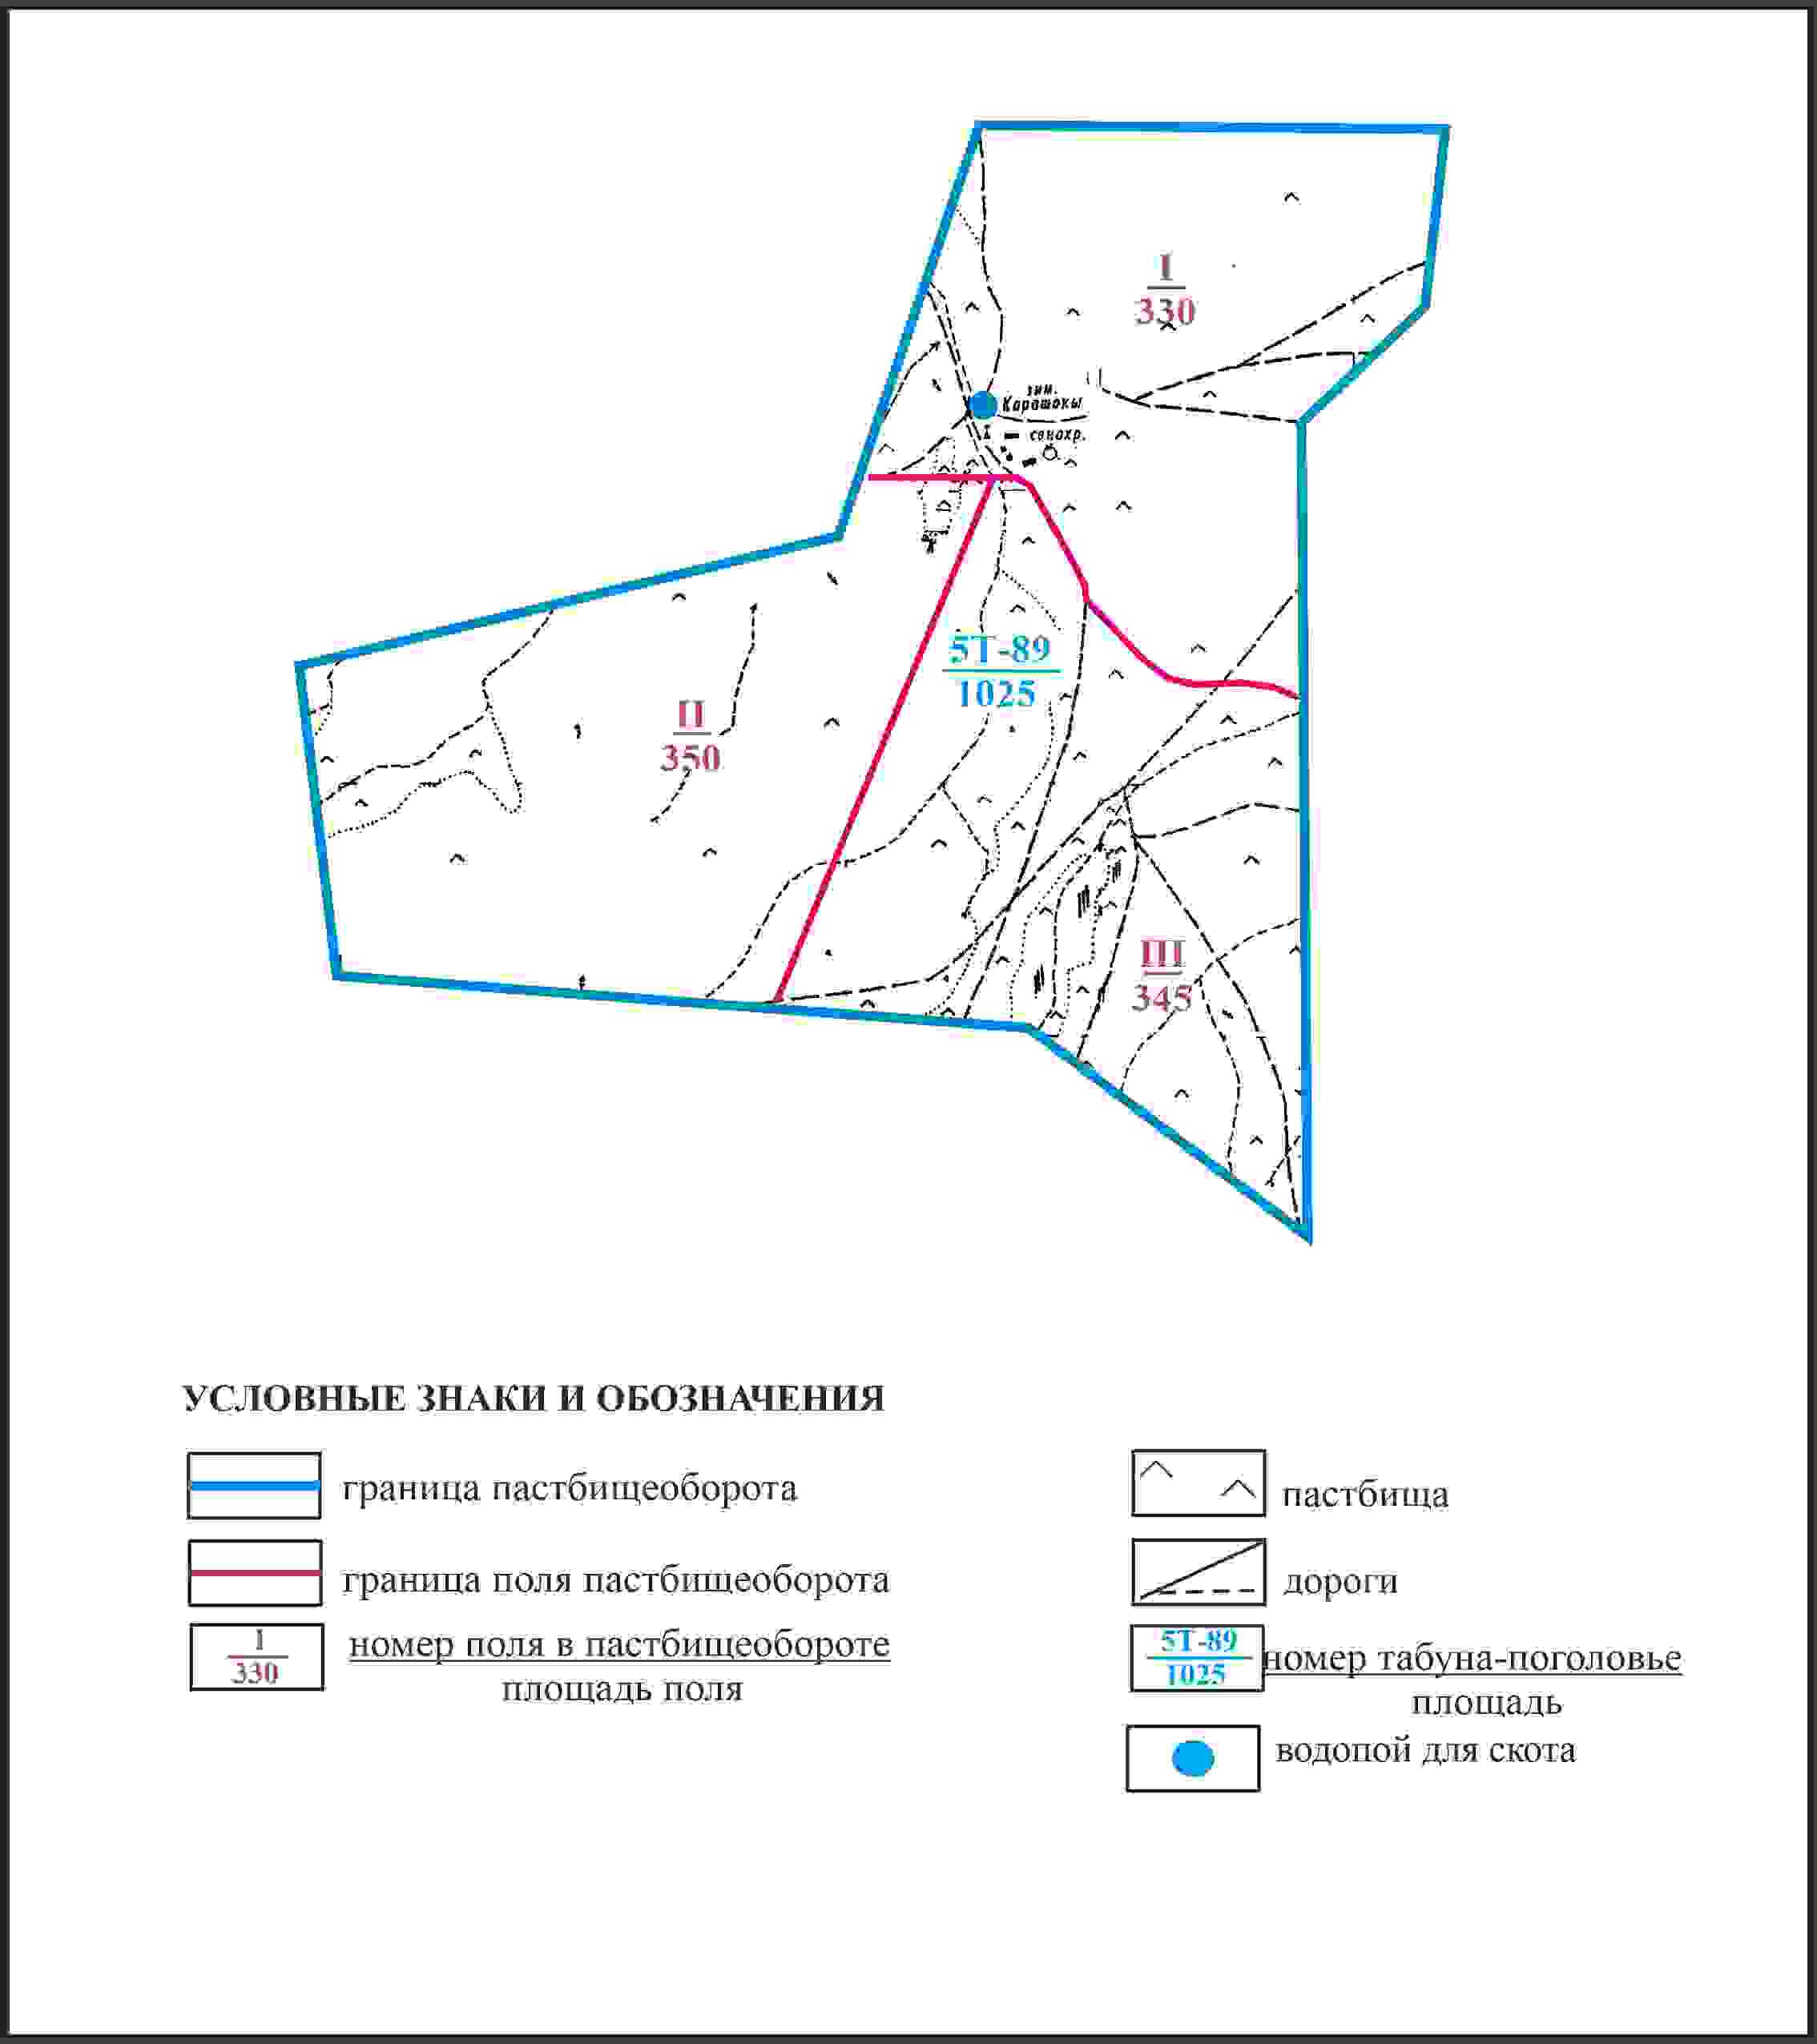 I
330
зим.
Карашокы
сенохр.
5Т-89
1025
II
350
III
345
УСЛОВНЫЕ ЗНАКИ И ОБОЗНАЧЕНИЯ
граница пастбищеоборота
граница поля пастбищеоборота
I
330
номер поля в пастбищеобороте
площадь поля
пастбища
дороги
5Т-89
1025
номер табуна-поголовье
площадь
водопой для скота